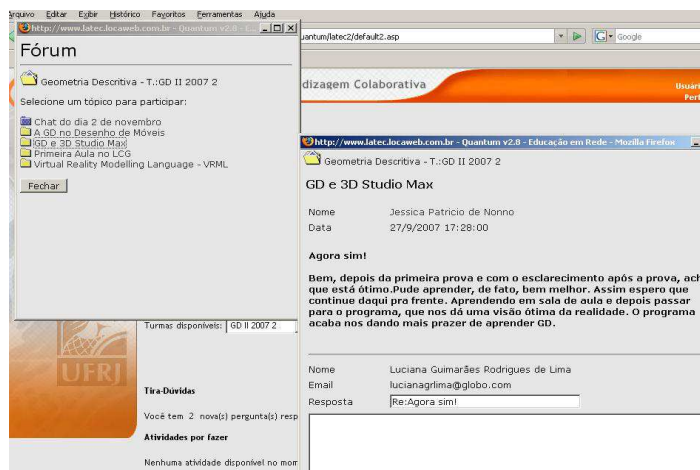 Arquivo Editar Exibir Histórico Favoritos Ferramentas Ajuda
http://www.latec.locaweb.com.br - Quantum v2.0 - E...
Fórum
Geometria Descritiva - T.:GD II 2007 2
Selecione um tópico para participar:
Chat do dia 2 de novembro
A GD no Desenho de Móveis
GD e 3D Studio Max
Primeira Aula no LCG
Virtual Reality Modelling Language - VRML
Fechar
uantum/latec2/default2.asp
G Google
dizagem Colaborativa
Usuári
Perf
http://www.latec.locaweb.com.br - Quantum v2.0 - Educação em Rede - Mozilla Firefox
Geometria Descritiva - T.:GD II 2007 2
GD e 3D Studio Max
Nome Jessica Patricio de Nonno
Data 27/9/2007 17:28:00
Agora sim!
Bem, depois da primeira prova e com o esclarecimento após a prova, ach
que está ótimo.Pude aprender, de fato, bem melhor. Assim espero que
continue daqui pra frente. Aprendendo em sala de aula e depois passar
para o programa, que nos dá uma visão ótima da realidade. O programa
acaba nos dando mais prazer de aprender GD.
Nome Luciana Guimarães Rodrigues de Lima
Email lucianagrlima@globo.com
Resposta Re:Agora sim!
Turmas disponíveis: GD II 2007 2
UFRJ
Tira-Dúvidas
Você tem 2 nova(s) pergunta(s) resp
Atividades por fazer
Nenhuma atividade disponível no mom